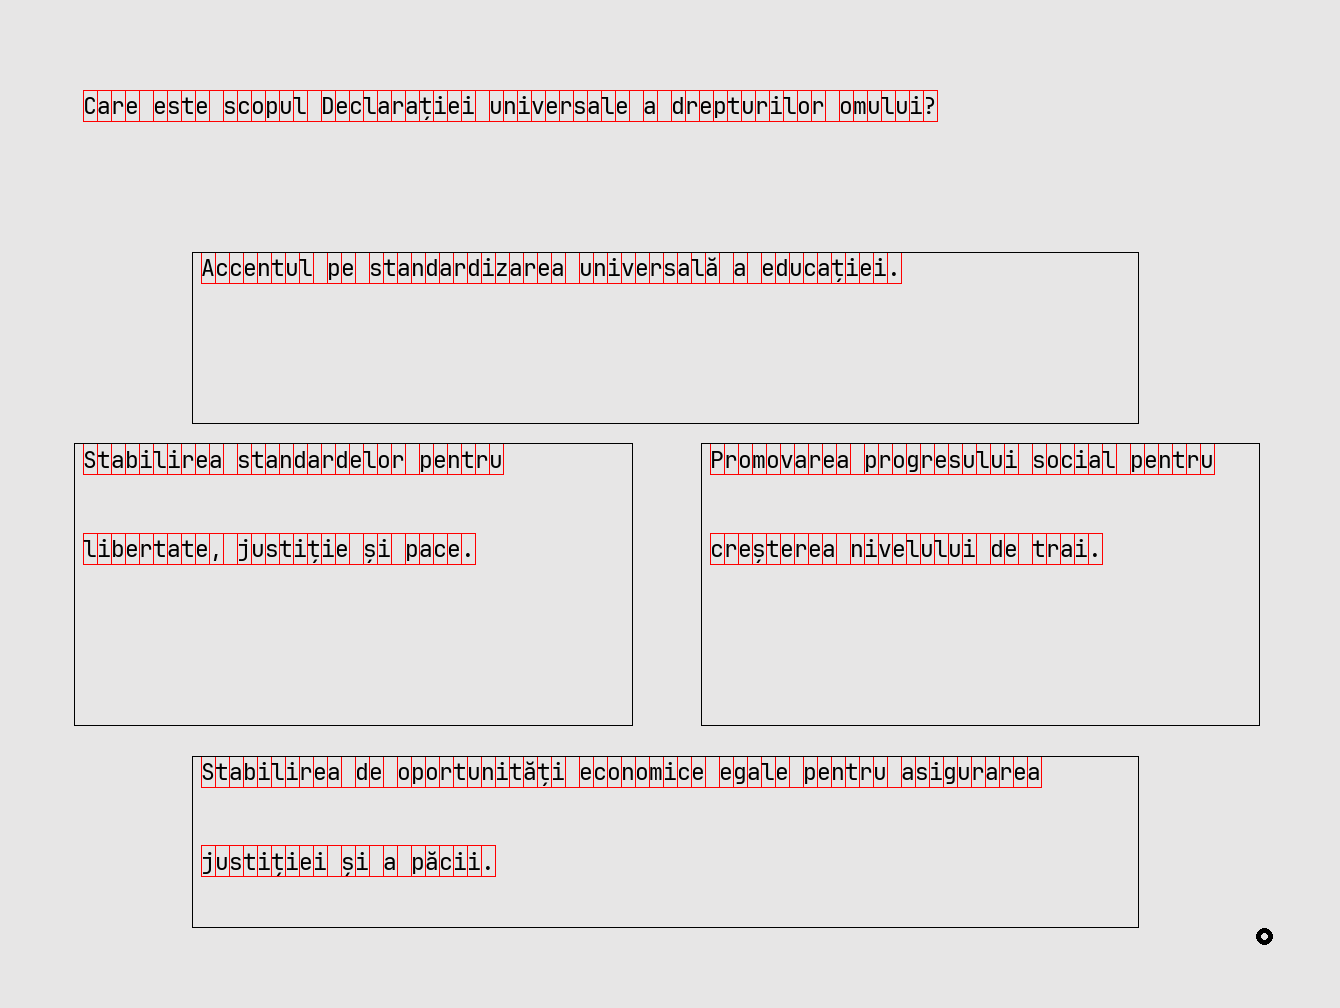 Care este scopul Declarației universale a drepturilor omului?
Accentul pe standardizarea universală a educației.
Stabilirea standardelor pentru
libertate, justiție și pace.
Promovarea progresului social pentru
creșterea nivelului de trai.
Stabilirea de oportunități economice egale pentru asigurarea
justiției și a păcii.